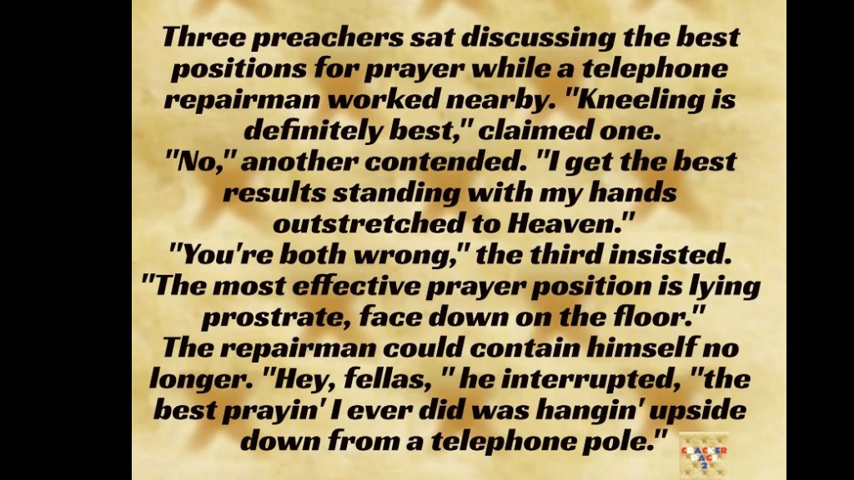 Three preachers sat discussing the best
positions for prayer while a telephone
repairman worked nearby. "Kneeling is
definitely best," claimed one.
"No," another contended. "I get the best
results standing with my hands
outstretched to Heaven."
"You're both wrong," the third insisted.
"The most effective prayer position is lying
prostrate, face down on the floor."
The repairman could contain himself no
longer. "Hey, fellas, " he interrupted, "the
best prayin' I ever did was hangin' upside
down from a telephone pole."
CRACKER
2